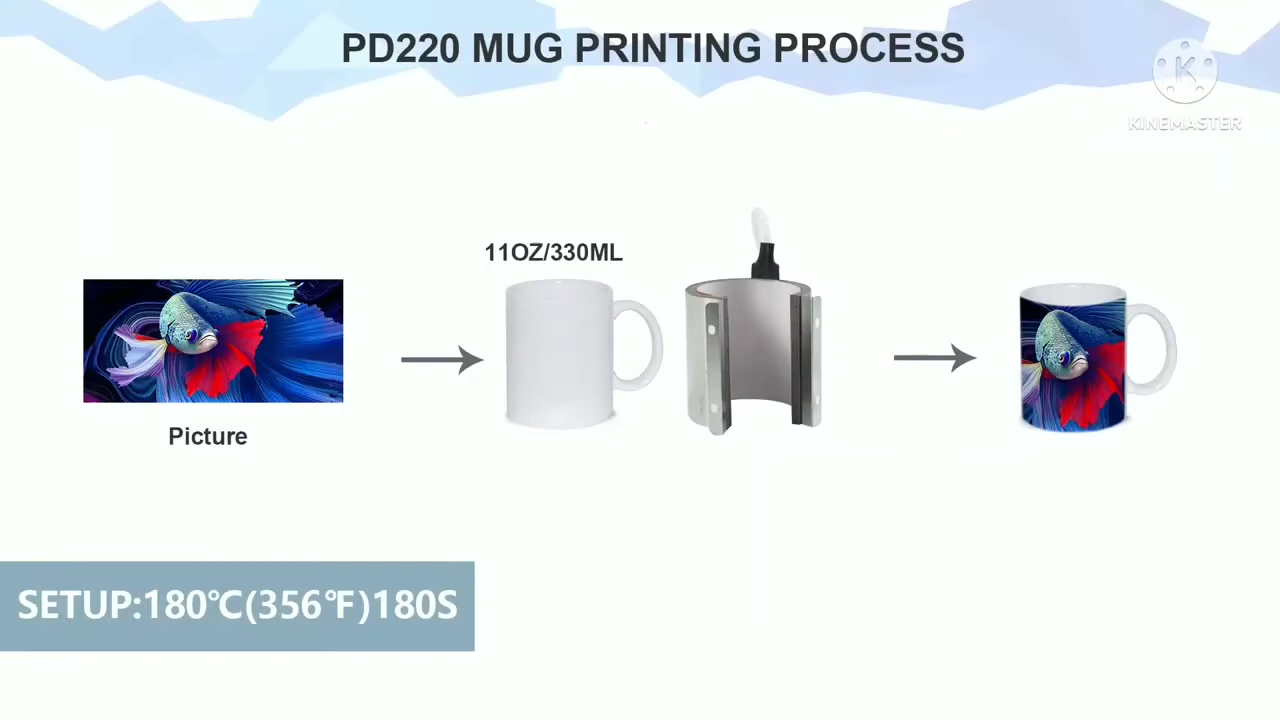 PD220 MUG PRINTING PROCESS
K
KINEMASTER
11OZ/330ML
Picture
SETUP:180℃(356℉)180S